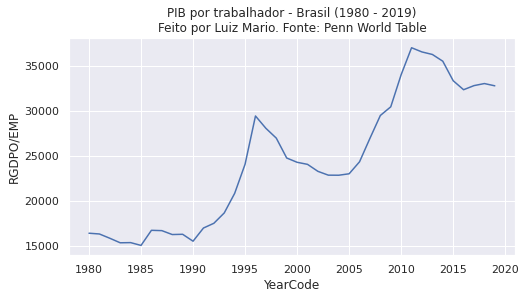 PIB por trabalhador - Brasil (1980 - 2019)
Feito por Luiz Mario. Fonte: Penn World Table
35000
30000
25000
20000
15000
RGDPO/EMP
1980 1985 1990 1995 2000 2005 2010 2015 2020
YearCode